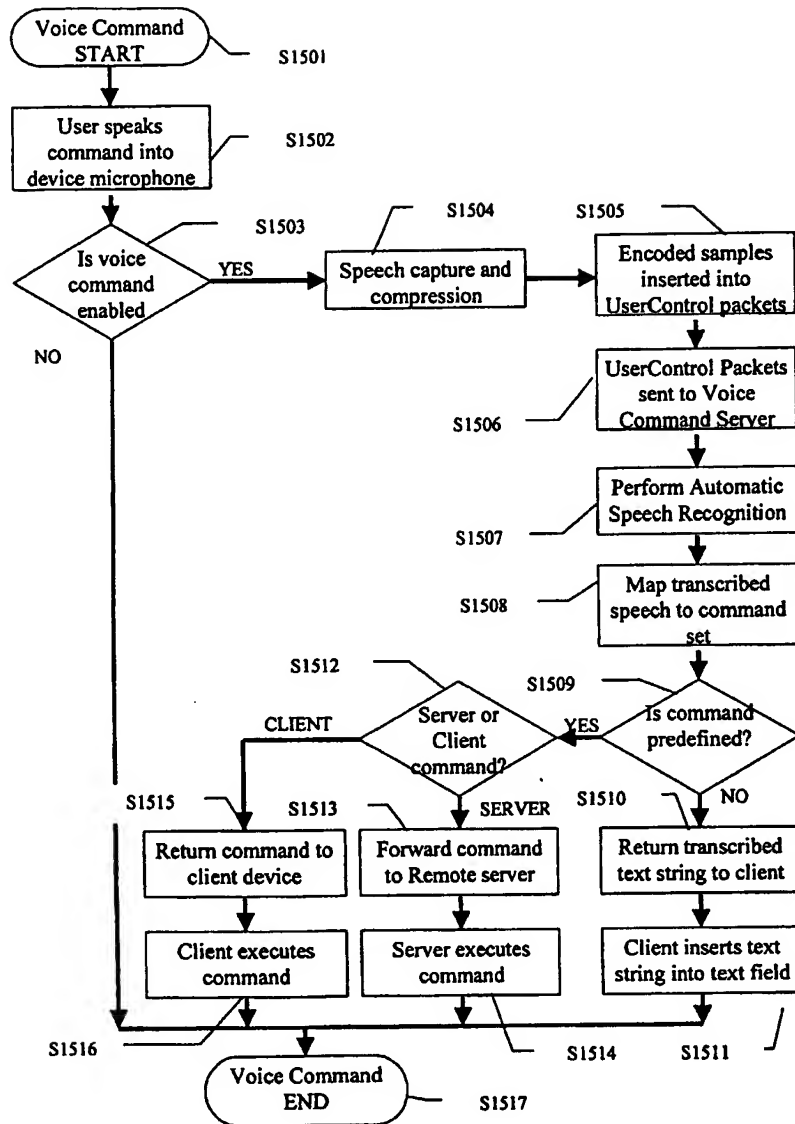 Voice Command
START
S1501
User speaks
command into
device microphone
S1502
Is voice
command
enabled
S1503
YES
NO
Speech capture and
compression
S1504
Encoded samples
inserted into
UserControl packets
S1505
UserControl Packets
sent to Voice
Command Server
S1506
Perform Automatic
Speech Recognition
S1507
Map transcribed
speech to command
set
S1508
Is command
predefined?
S1509
YES
NO
Server or
Client
command?
S1512
CLIENT
SERVER
Return command to
client device
S1515
Forward command
to Remote server
S1513
Return transcribed
text string to client
S1510
Client executes
command
S1516
Server executes
command
S1514
Client inserts text
string into text field
S1511
Voice Command
END
S1517